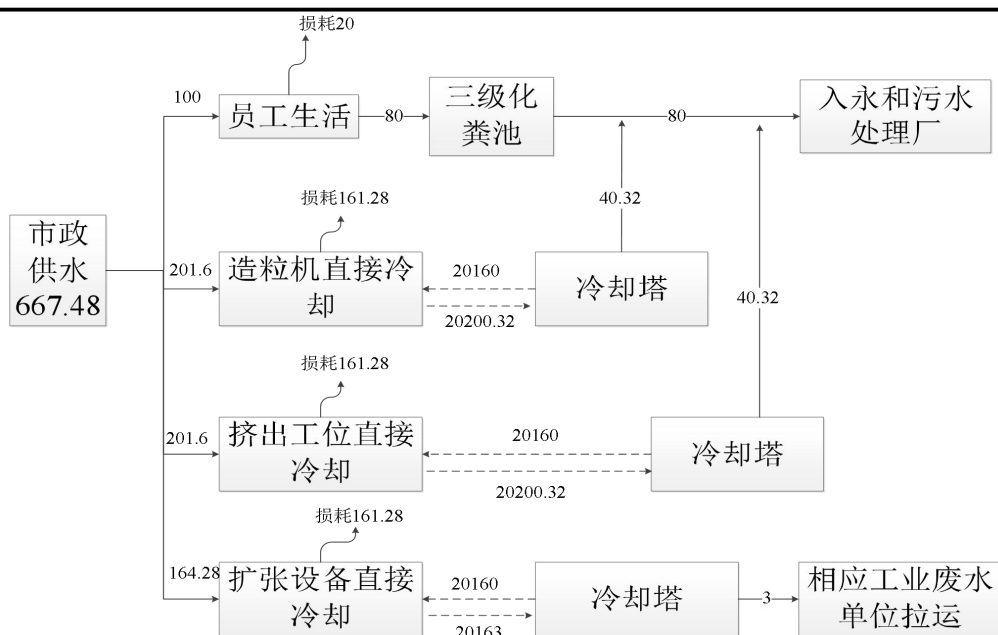 损耗20
100
员工生活
80
三级化
粪池
80
入永和污水
处理厂
市政
供水
667.48
损耗161.28
201.6
造粒机直接冷
却
20160
20200.32
冷却塔
40.32
40.32
损耗161.28
201.6
挤出工位直接
冷却
20160
20200.32
冷却塔
损耗161.28
164.28
扩张设备直接
冷却
20160
20163
冷却塔
3
相应工业废水
单位拉运